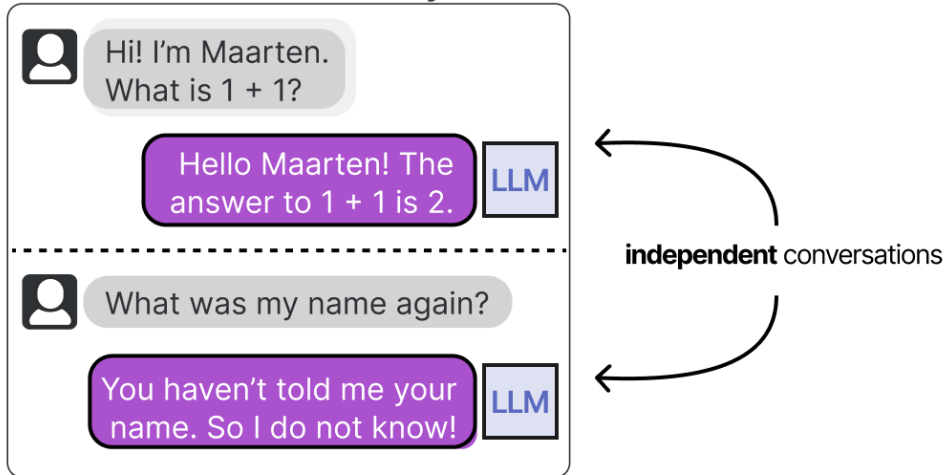 Hi! I'm Maarten.
What is 1 + 1?
Hello Maarten! The
answer to 1 + 1 is 2.
LLM
independent conversations
What was my name again?
You haven't told me your
name. So I do not know!
LLM